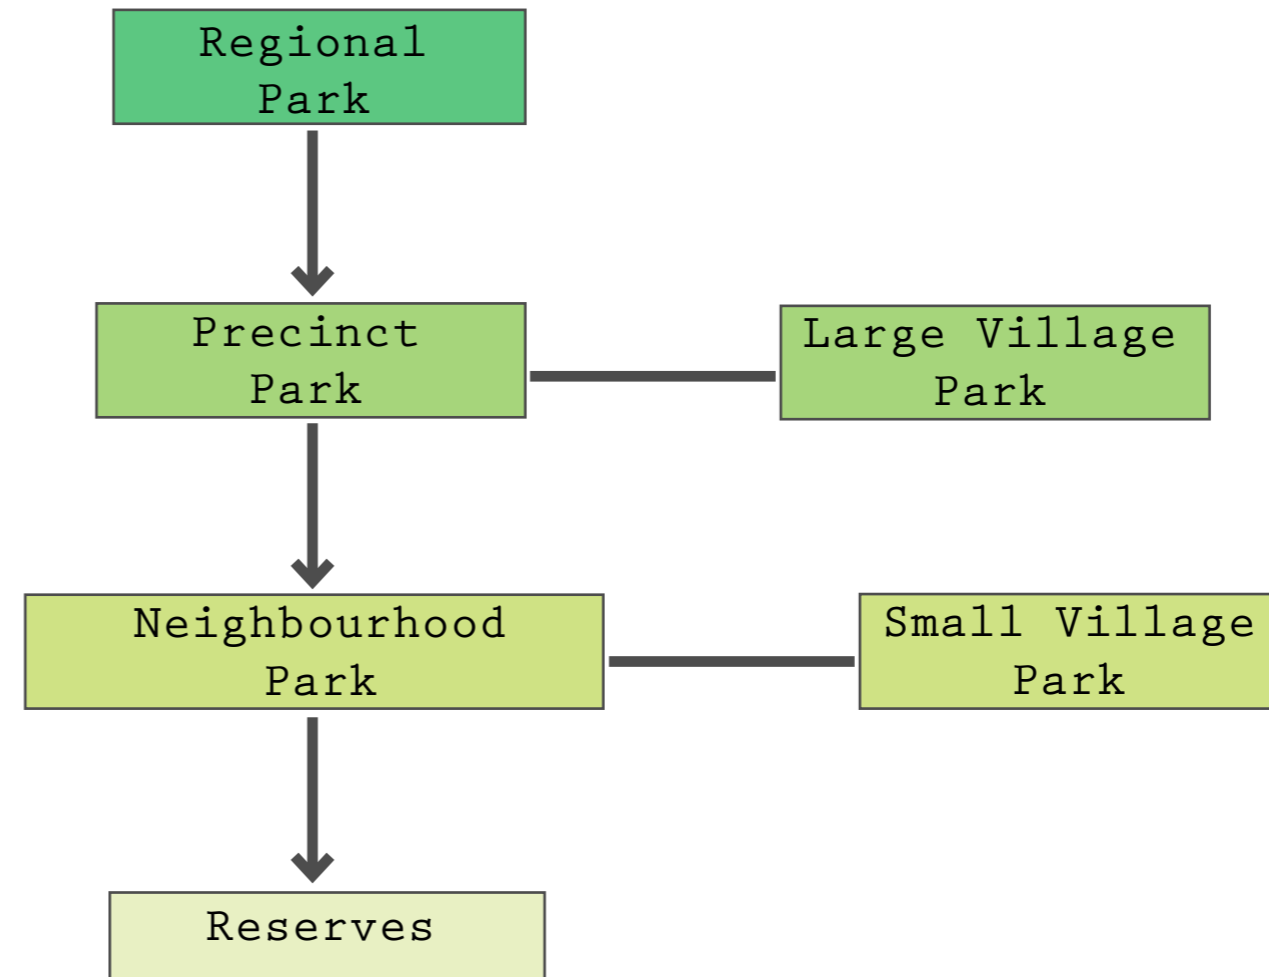 Regional
Park
Precinct
Park
Large Village
Park
Neighbourhood
Park
Small Village
Park
Reserves